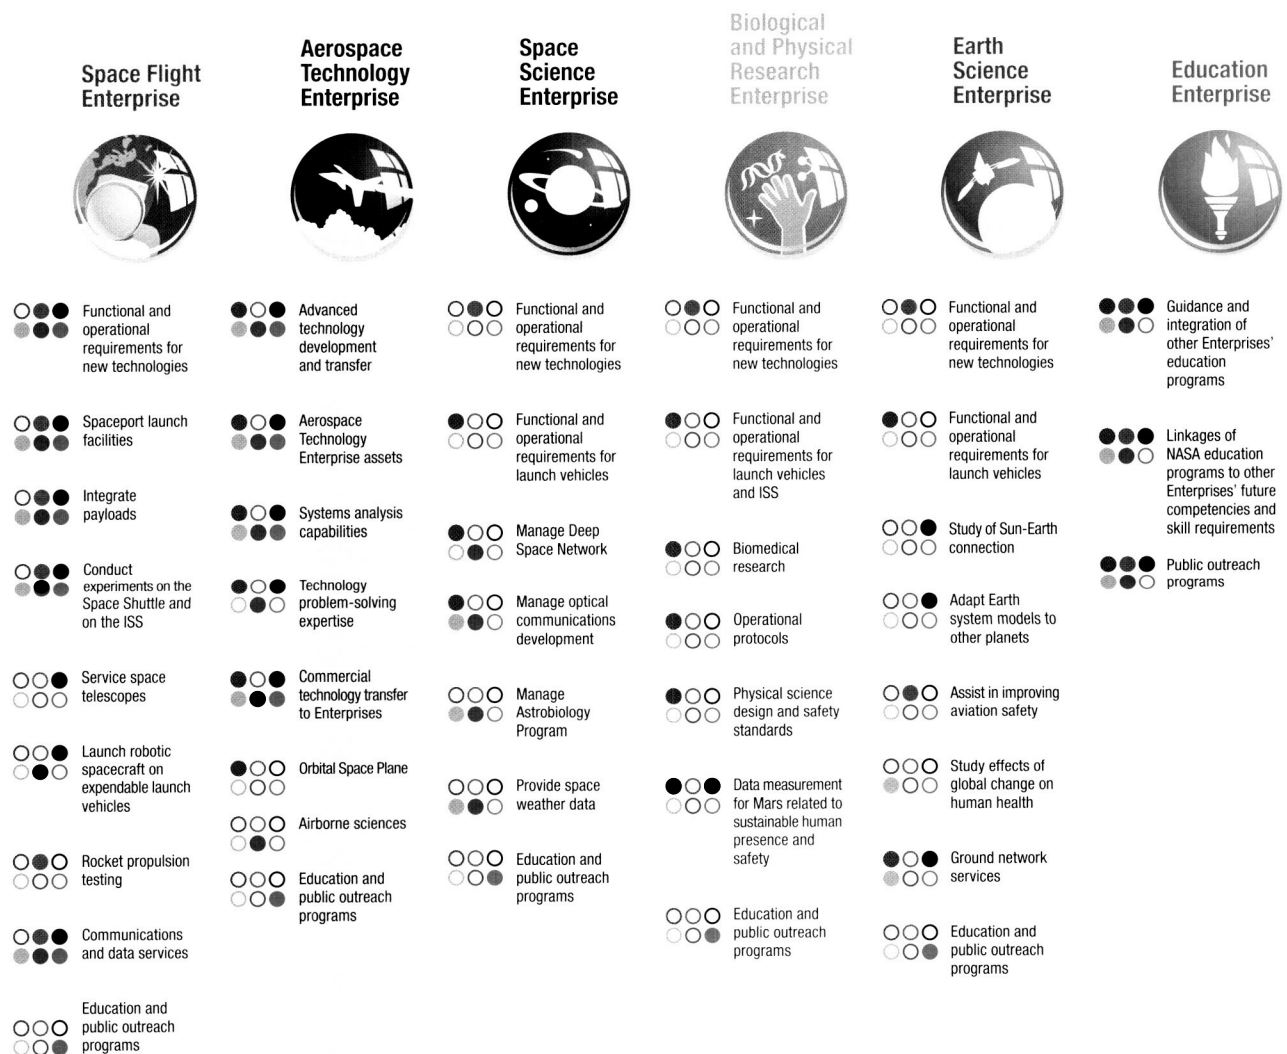 Space Flight
Enterprise
Functional and
operational
requirements for
new technologies
Spaceport launch
facilities
Integrate
payloads
Conduct
experiments on the
Space Shuttle and
on the ISS
Service space
telescopes
Launch robotic
spacecraft on
expendable launch
vehicles
Rocket propulsion
testing
Communications
and data services
Education and
public outreach
programs
Aerospace
Technology
Enterprise
Advanced
technology
development
and transfer
Aerospace
Technology
Enterprise assets
Systems analysis
capabilities
Technology
problem-solving
expertise
Commercial
technology transfer
to Enterprises
Orbital Space Plane
Airborne sciences
Education and
public outreach
programs
Space
Science
Enterprise
Functional and
operational
requirements for
new technologies
Functional and
operational
requirements for
launch vehicles
Manage Deep
Space Network
Manage optical
communications
development
Manage
Astrobiology
Program
Provide space
weather data
Education and
public outreach
programs
Biological
and Physical
Research
Enterprise
Functional and
operational
requirements for
new technologies
Functional and
operational
requirements for
launch vehicles
and ISS
Biomedical
research
Operational
protocols
Physical science
design and safety
standards
Data measurement
for Mars related to
sustainable human
presence and
safety
Education and
public outreach
programs
Earth
Science
Enterprise
Functional and
operational
requirements for
new technologies
Functional and
operational
requirements for
launch vehicles
Study of Sun-Earth
connection
Adapt Earth
system models to
other planets
Assist in improving
aviation safety
Study effects of
global change on
human health
Ground network
services
Education and
public outreach
programs
Education
Enterprise
Guidance and
integration of
other Enterprises'
education
programs
Linkages of
NASA education
programs to other
Enterprises' future
competencies and
skill requirements
Public outreach
programs